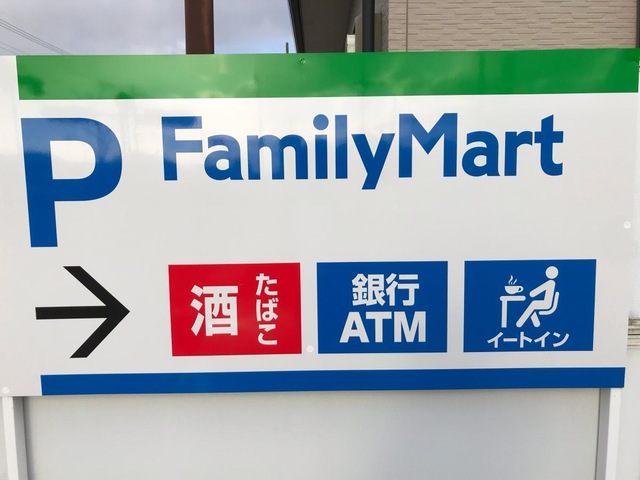 P
FamilyMart
酒
たばこ
銀行
ATM
イートイン